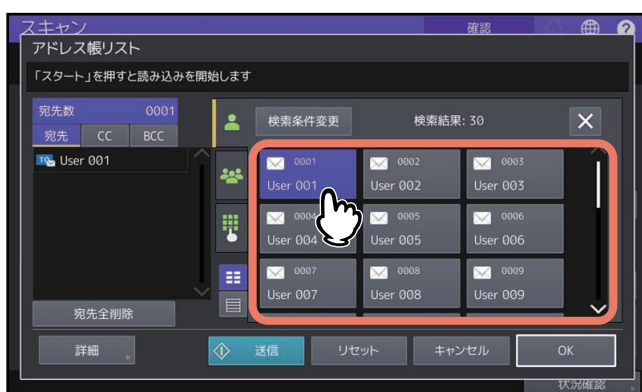 スキャン
確認
アドレス帳リスト
「スタート」を押すと読み込みを開始します
宛先数 0001
宛先 CC BCC
TO User 001
宛先全削除
検索条件変更
検索結果: 30
0001
User 001
0002
User 002
0003
User 003
0004
User 004
0005
User 005
0006
User 006
0007
User 007
0008
User 008
0009
User 009
詳細
送信
リセット
キャンセル
OK
状況確認